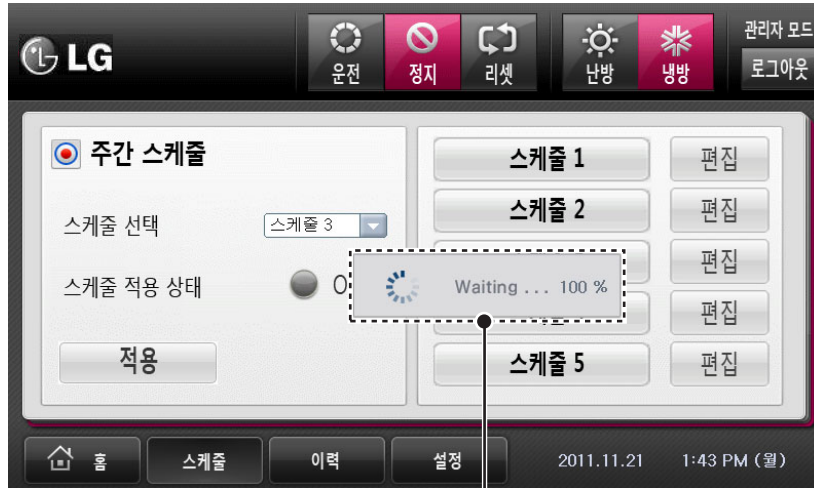 LG
운전
정지
리셋
난방
냉방
관리자 모드
로그아웃
주간 스케줄
스케줄 선택
스케줄 3
스케줄 적용 상태
적용
스케줄 1
편집
스케줄 2
편집
편집
편집
스케줄 5
편집
Waiting ... 100 %
홈
스케줄
이력
설정
2011.11.21
1:43 PM (월)